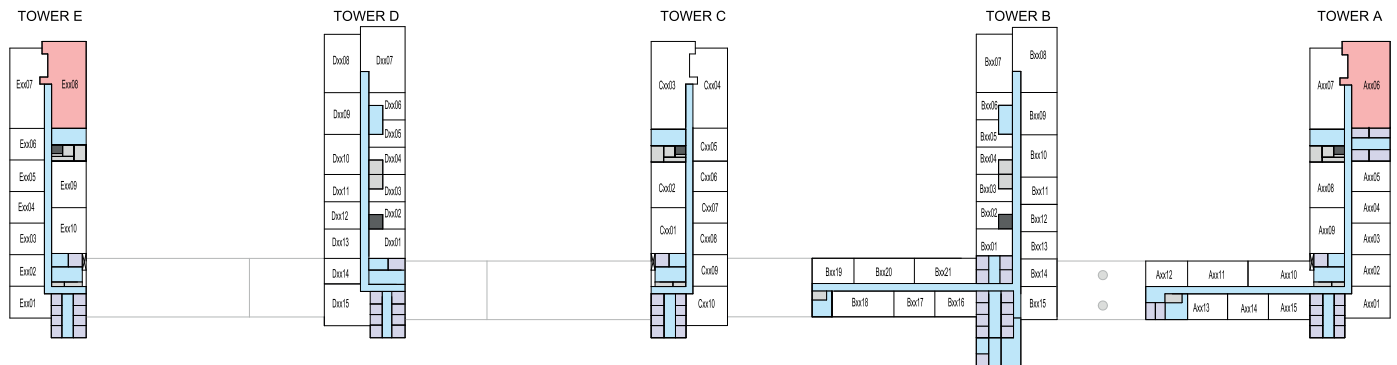 TOWER E
TOWER D
TOWER C
TOWER B
TOWER A
Exx07
Exx08
Exx06
Exx05
Exx09
Exx04
Exx03
Exx10
Exx02
Exx01
Dxx08
Dxx07
Dxx09
Dxx06
Dxx05
Dxx10
Dxx04
Dxx11
Dxx03
Dxx12
Dxx02
Dxx13
Dxx01
Dxx14
Dxx15
Cxx03
Cxx04
Cxx05
Cxx02
Cxx06
Cxx07
Cxx01
Cxx08
Cxx09
Cxx10
Bxx07
Bxx08
Bxx06
Bxx09
Bxx05
Bxx04
Bxx10
Bxx03
Bxx11
Bxx02
Bxx12
Bxx01
Bxx13
Bxx19
Bxx20
Bxx21
Bxx14
Bxx18
Bxx17
Bxx16
Bxx15
Axx07
Axx06
Axx08
Axx05
Axx04
Axx09
Axx03
Axx12
Axx11
Axx10
Axx02
Axx13
Axx14
Axx15
Axx01